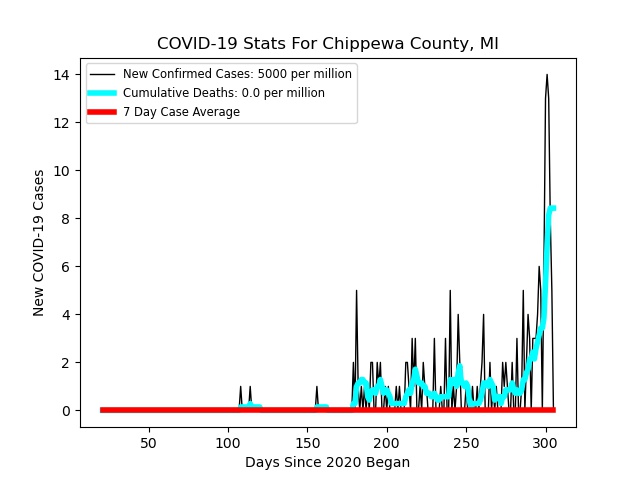 COVID-19 Stats For Chippewa County, MI
New Confirmed Cases: 5000 per million
Cumulative Deaths: 0.0 per million
7 Day Case Average
14
12
10
8
6
4
2
0
New COVID-19 Cases
50
100
150
200
250
300
Days Since 2020 Began